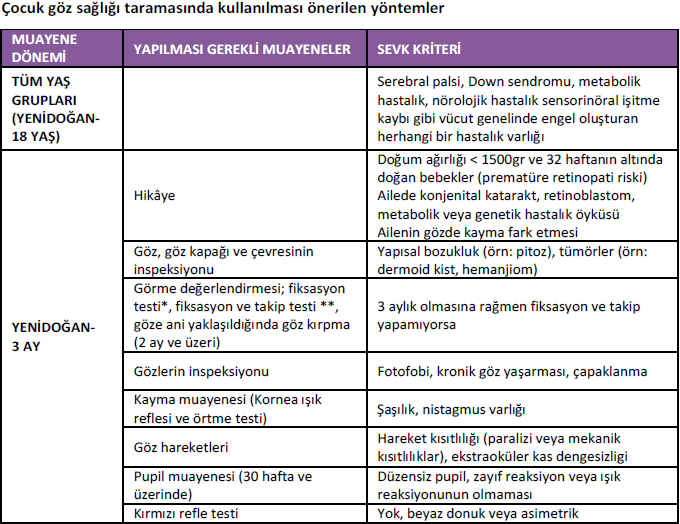 Çocuk göz sağlığı taramasında kullanılması önerilen yöntemler
MUAYENE
DÖNEMİ
YAPILMASI GEREKLİ MUAYENELER
SEVK KRİTERİ
TÜM YAŞ
GRUPLARI
(YENİDOĞAN-
18 YAŞ)
Serebral palsi, Down sendromu, metabolik
hastalık, nörolojik hastalık sensorinöral işitme
kaybı gibi vücut genelinde engel oluşturan
herhangi bir hastalık varlığı
YENİDOĞAN-
3 AY
Hikâye
Doğum ağırlığı < 1500gr ve 32 haftanın altında
doğan bebekler (prematüre retinopati riski)
Ailede konjenital katarakt, retinoblastom,
metabolik veya genetik hastalık öyküsü
Ailenin gözde kayma fark etmesi
Göz, göz kapağı ve çevresinin
inspeksiyonu
Yapısal bozukluk (örn: pitoz), tümörler (örn:
dermoid kist, hemanjiom)
Görme değerlendirmesi; fiksasyon
testi*, fiksasyon ve takip testi **,
göze ani yaklaşıldığında göz kırpma
(2 ay ve üzeri)
3 aylık olmasına rağmen fiksasyon ve takip
yapamıyorsa
Gözlerin inspeksiyonu
Fotofobi, kronik göz yaşarması, çapaklanma
Kayma muayenesi (Kornea ışık
reflesi ve örtme testi)
Şaşılık, nistagmus varlığı
Göz hareketleri
Hareket kısıtlılığı (paralizi veya mekanik
kısıtlılıklar), ekstraoküler kas dengesizligi
Pupil muayenesi (30 hafta ve
üzerinde)
Düzensiz pupil, zayıf reaksiyon veya ışık
reaksiyonunun olmaması
Kırmızı refle testi
Yok, beyaz donuk veya asimetrik